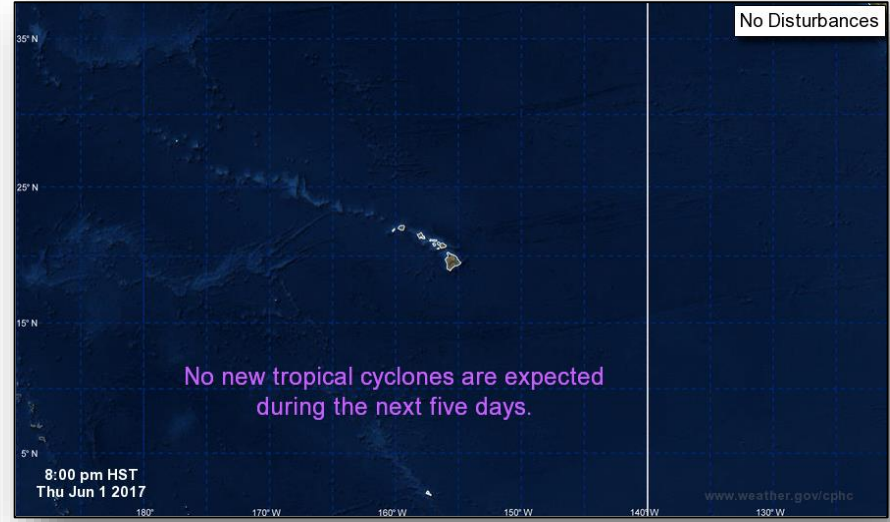 No Disturbances
35° N
25° N
15° N
No new tropical cyclones are expected
during the next five days.
5° N
8:00 pm HST
Thu Jun 1 2017
www.weather.gov/cphc
180° 170° W 160° W 150° W 140° W 130° W